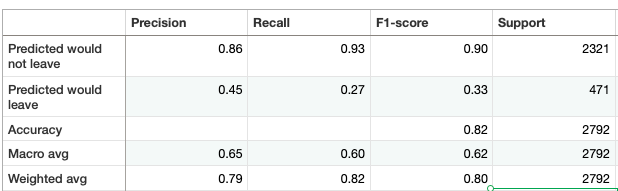 Precision Recall F1-score Support
Predicted would not leave 0.86 0.93 0.90 2321
Predicted would leave 0.45 0.27 0.33 471
Accuracy 0.82 2792
Macro avg 0.65 0.60 0.62 2792
Weighted avg 0.79 0.82 0.80 2792